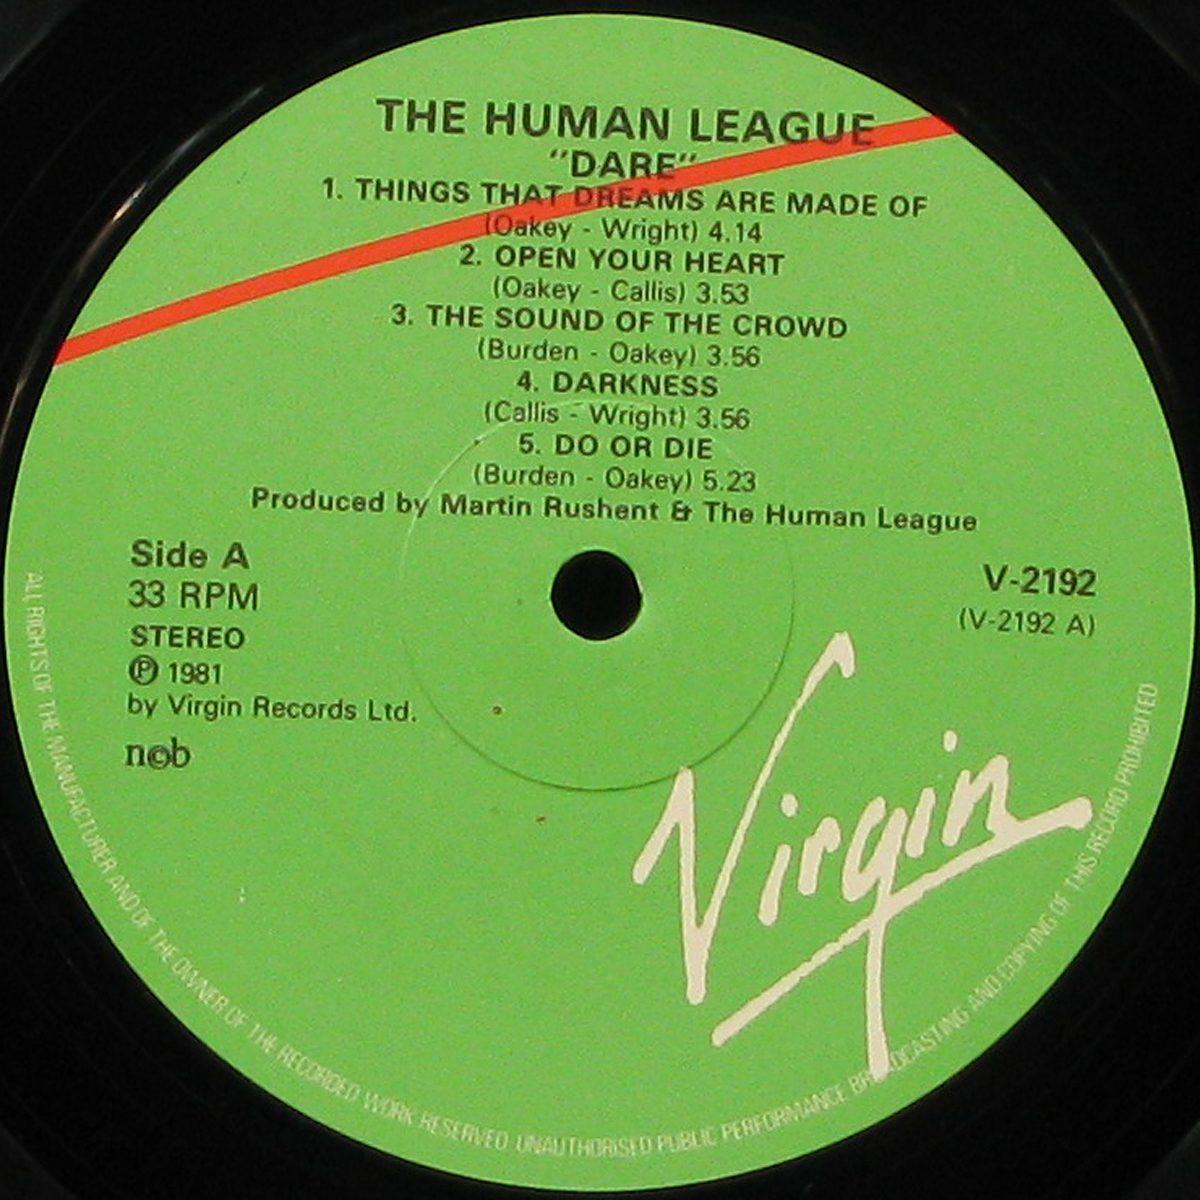 THE HUMAN LEAGUE
"DARE"
1. THINGS THAT DREAMS ARE MADE OF
(Oakey - Wright) 4.14
2. OPEN YOUR HEART
(Oakey - Callis) 3.53
3. THE SOUND OF THE CROWD
(Burden - Oakey) 3.56
4. DARKNESS
(Callis - Wright) 3.56
5. DO OR DIE
(Burden - Oakey) 5.23
Produced by Martin Rushent & The Human League
Side A
33 RPM
STEREO
Ⓟ 1981
by Virgin Records Ltd.
n©b
V-2192
(V-2192 A)
Virgin
ALL RIGHTS OF THE MANUFACTURER AND OF THE OWNER OF THE RECORDED WORK RESERVED UNAUTHORISED PUBLIC PERFORMANCE BROADCASTING AND COPYING OF THIS RECORD PROHIBITED